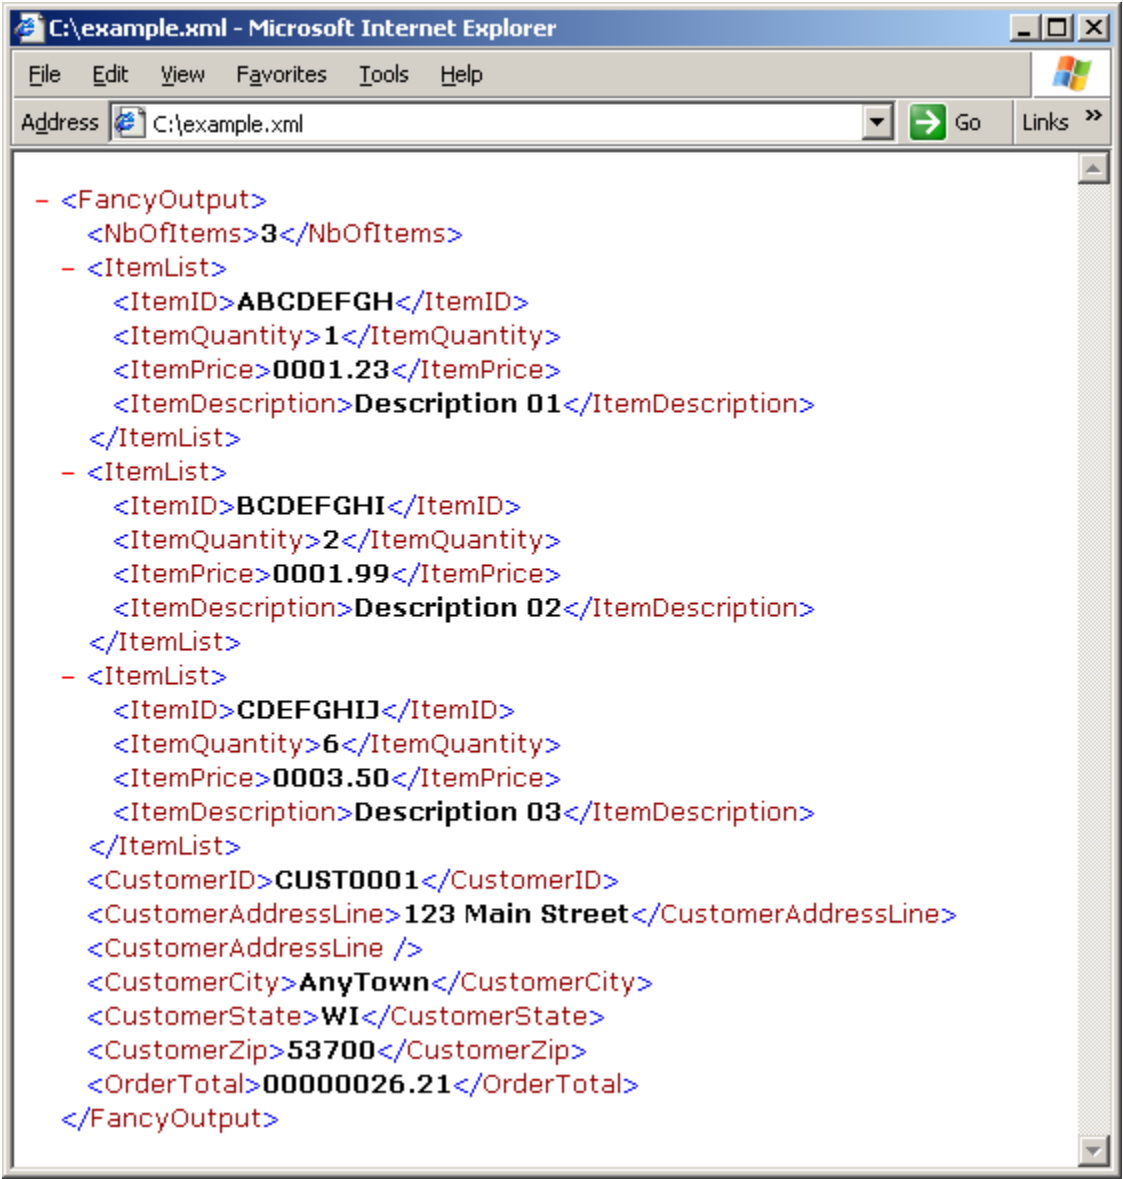 C:\example.xml - Microsoft Internet Explorer
File Edit View Favorites Tools Help
Address C:\example.xml Go Links »
- <FancyOutput>
<NbOfItems>3</NbOfItems>
- <ItemList>
<ItemID>ABCDEFGH</ItemID>
<ItemQuantity>1</ItemQuantity>
<ItemPrice>0001.23</ItemPrice>
<ItemDescription>Description 01</ItemDescription>
</ItemList>
- <ItemList>
<ItemID>BCDEFGHI</ItemID>
<ItemQuantity>2</ItemQuantity>
<ItemPrice>0001.99</ItemPrice>
<ItemDescription>Description 02</ItemDescription>
</ItemList>
- <ItemList>
<ItemID>CDEFGHIJ</ItemID>
<ItemQuantity>6</ItemQuantity>
<ItemPrice>0003.50</ItemPrice>
<ItemDescription>Description 03</ItemDescription>
</ItemList>
<CustomerID>CUST0001</CustomerID>
<CustomerAddressLine>123 Main Street</CustomerAddressLine>
<CustomerAddressLine />
<CustomerCity>AnyTown</CustomerCity>
<CustomerState>WI</CustomerState>
<CustomerZip>53700</CustomerZip>
<OrderTotal>00000026.21</OrderTotal>
</FancyOutput>